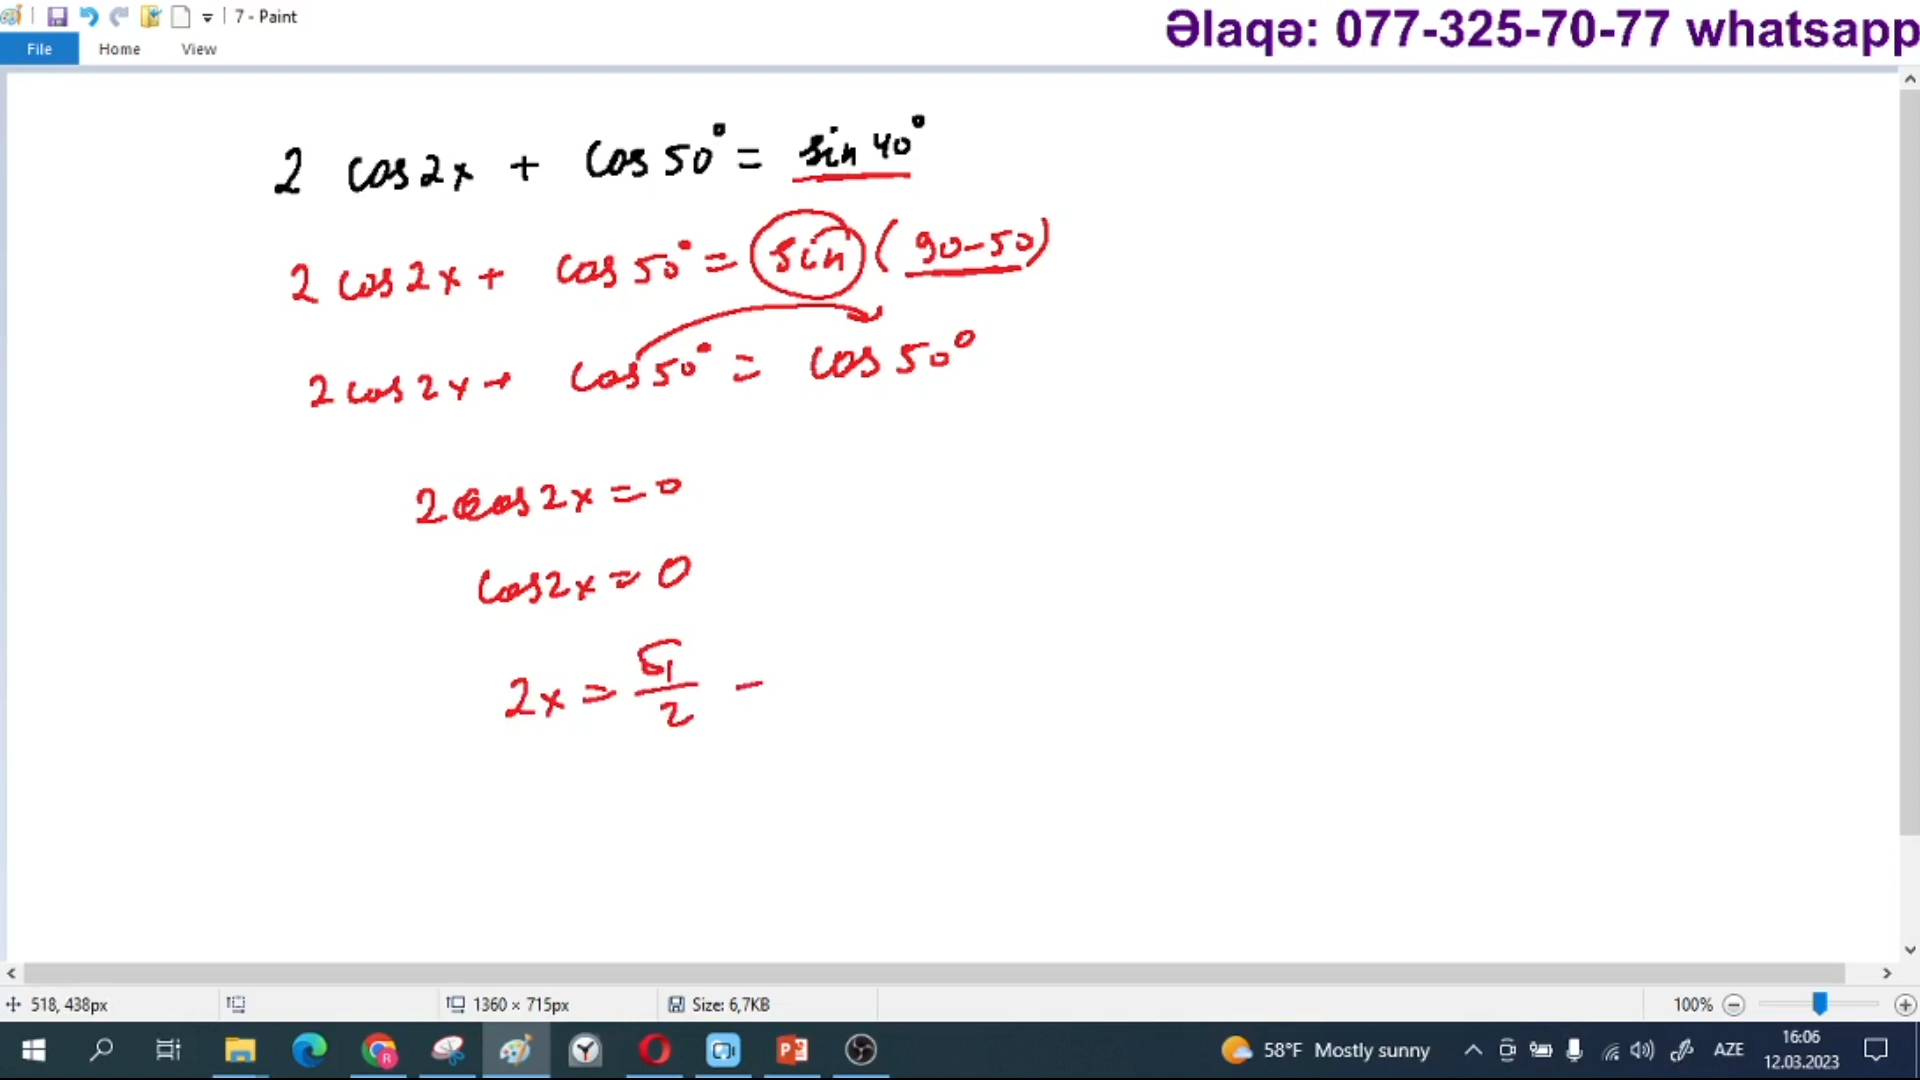 7 - Paint
Əlaqə: 077-325-70-77 whatsapp
File Home View
2 cos2x + cos 50° = sin 40°
2 cos 2x + cos 50° = sin (90-50)
2 cos 2x + cos 50° = cos 50°
2 cos 2x = 0
cos 2x = 0
2x = π/2 -
518, 438px 1360 × 715px Size: 6,7KB 100%
58°F Mostly sunny AZE 16:06
12.03.2023